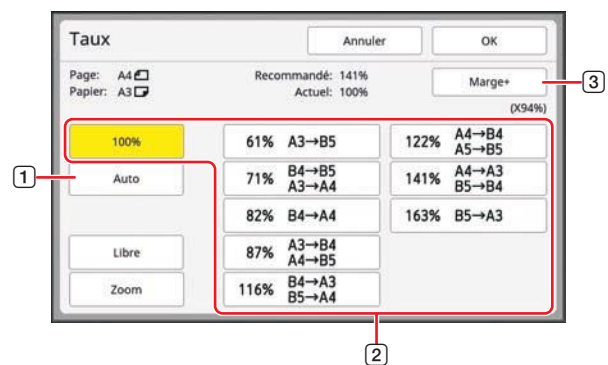 Taux
Annuler
OK
Page: A4
Papier: A3
Recommandé: 141%
Actuel: 100%
Marge+
3
(X94%)
100%
61% A3→B5
122% A4→B4
A5→B5
1
Auto
71% B4→B5
A3→A4
141% A4→A3
B5→B4
82% B4→A4
163% B5→A3
Libre
87% A3→B4
A4→B5
Zoom
116% B4→A3
B5→A4
2